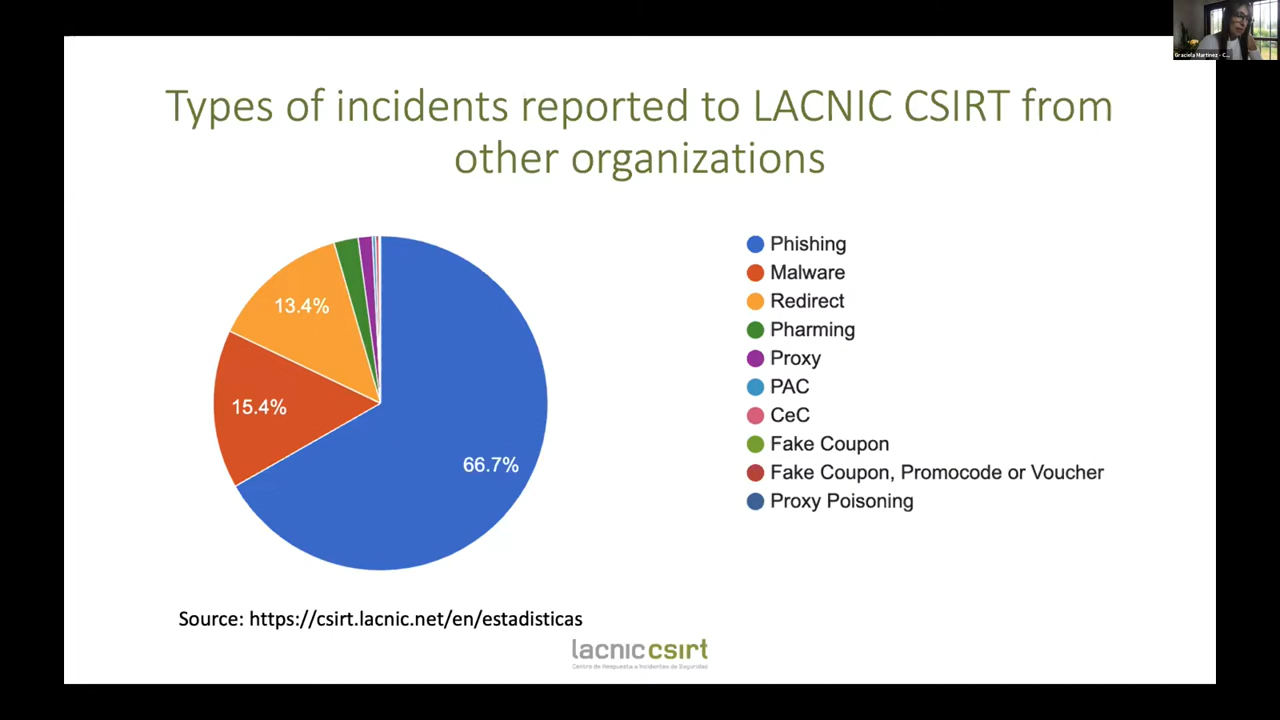 Graciela Martinez - C...
Types of incidents reported to LACNIC CSIRT from
other organizations
13.4%
15.4%
66.7%
Phishing
Malware
Redirect
Pharming
Proxy
PAC
CeC
Fake Coupon
Fake Coupon, Promocode or Voucher
Proxy Poisoning
Source: https://csirt.lacnic.net/en/estadisticas
lacnic csirt
Centro de Respuesta a Incidentes de Seguridad